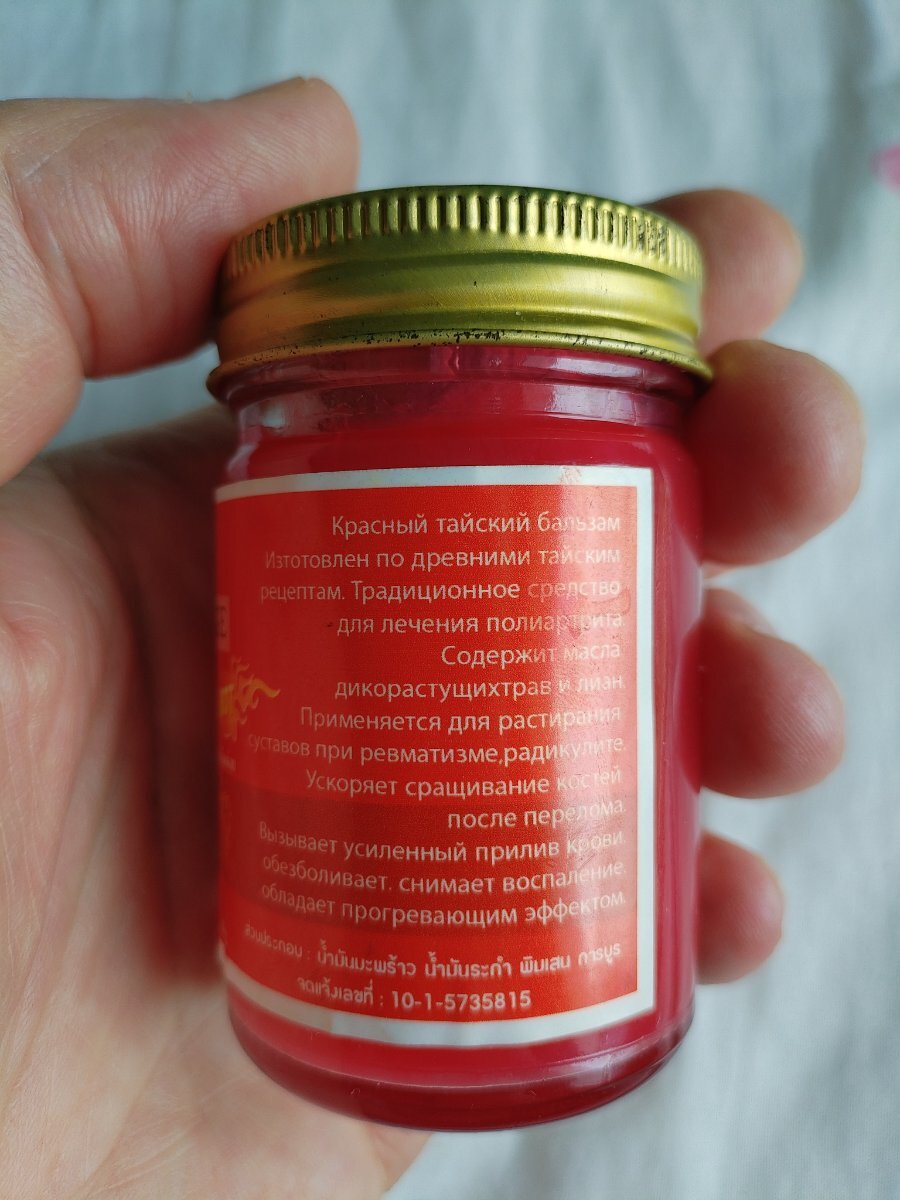 Красный тайский бальзам
Изтотовлен по древними тайским
рецептам. Традиционное средство
для лечения полиартрита.
Содержит масла
дикорастущихтрав и лиан.
Применяется для растирания
суставов при ревматизме,радикулите.
Ускоряет сращивание костей
после перелома.
Вызывает усиленный прилив крови.
обезболивает. снимает воспаление.
обладает прогревающим эффектом.
ส่วนประกอบ : น้ำมันมะพร้าว น้ำมันระกำ พิมเสน การบูร
จดแจ้งเลขที่ : 10-1-5735815